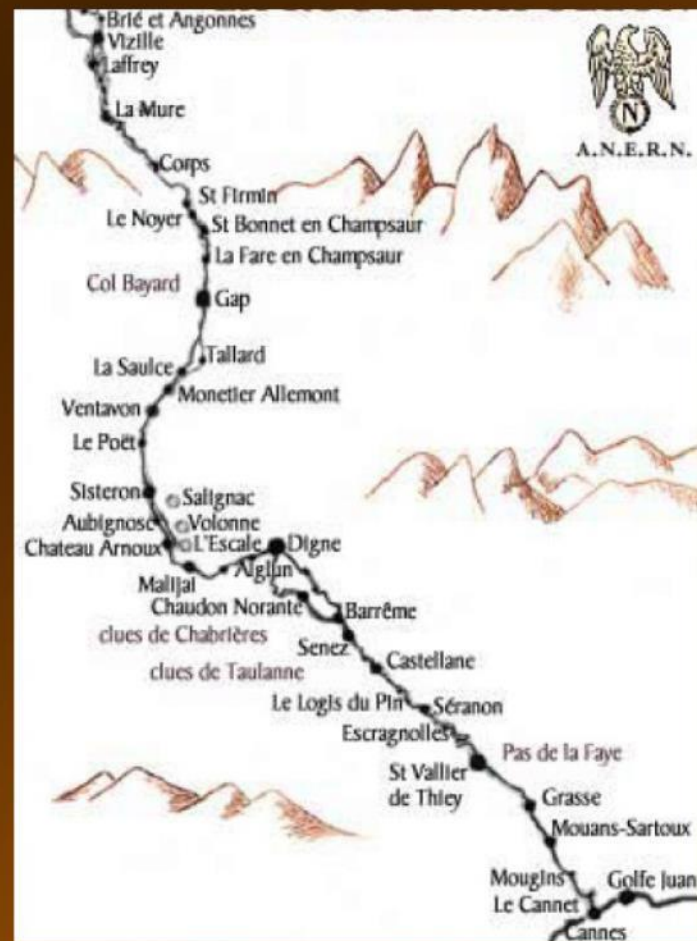 Brié et Angonnes
Vizille
Laffrey
N
A.N.E.R.N.
La Mure
Corps
St Firmin
Le Noyer
St Bonnet en Champsaur
La Fare en Champsaur
Col Bayard
Gap
Tallard
La Saulce
Monetier Allemont
Ventavon
Le Poët
Sisteron
Salignac
Aubignosc
Volonne
Chateau Arnoux
L'Escale
Digne
Aiglun
Malijai
Chaudon Norante
Barrême
clues de Chabrières
Senez
clues de Taulanne
Castellane
Le Logis du Pin
Séranon
Escragnolles
Pas de la Faye
St Vallier
de Thiey
Grasse
Mouans-Sartoux
Mougins
Golfe Juan
Le Cannet
Cannes